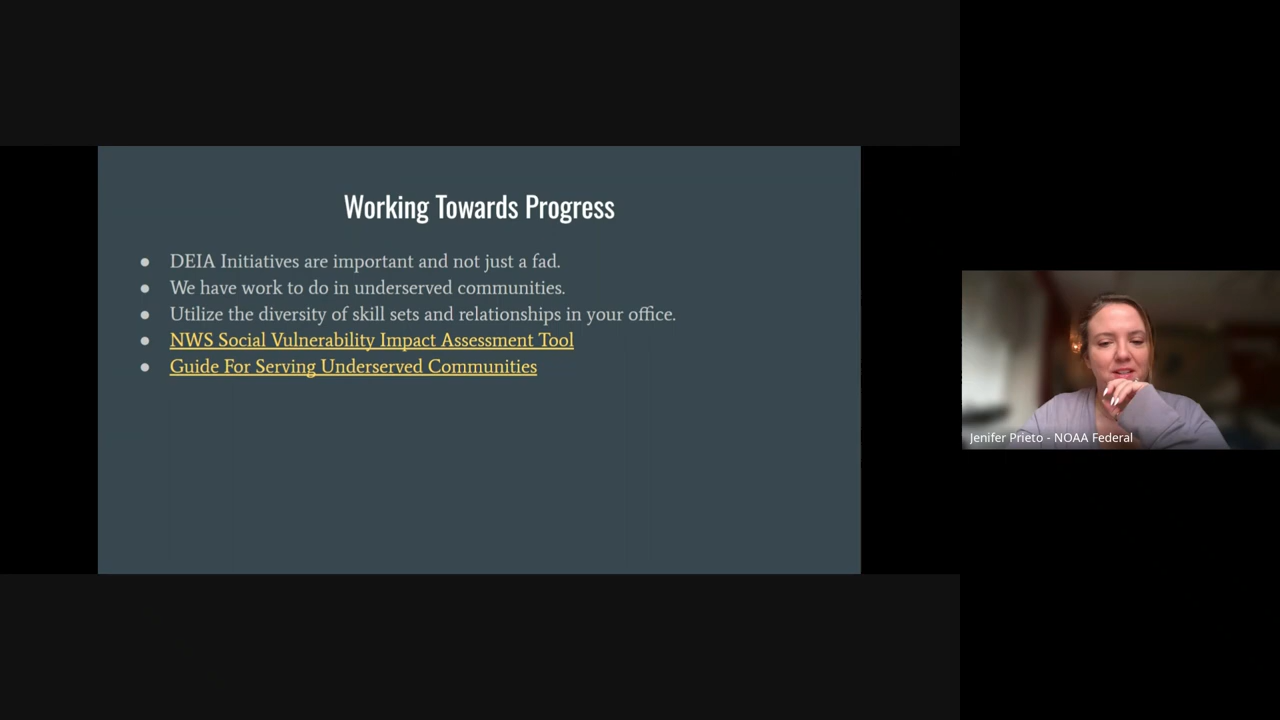 Working Towards Progress
● DEIA Initiatives are important and not just a fad.
● We have work to do in underserved communities.
● Utilize the diversity of skill sets and relationships in your office.
● NWS Social Vulnerability Impact Assessment Tool
● Guide For Serving Underserved Communities
Jenifer Prieto - NOAA Federal